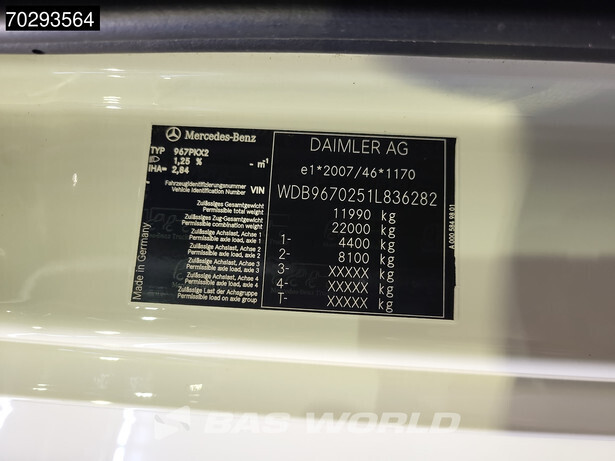 70293564
Mercedes-Benz
TYP 967PKX2
1,25 % - m⁻¹
IHA= 2,84
Fahrzeugidentifizierungsnummer
Vehicle Identification Number VIN
Zulässiges Gesamtgewicht
Permissible total weight
Zulässiges Zug-Gesamtgewicht
Permissible combination weight
Zulässige Achslast, Achse 1
Permissible axle load, axle 1
Zulässige Achslast, Achse 2
Permissible axle load, axle 2
Zulässige Achslast, Achse 3
Permissible axle load, axle 3
Zulässige Achslast, Achse 4
Permissible axle load, axle 4
Zulässige Last der Achsgruppe
Permissible load on axle group
Made in Germany
DAIMLER AG
e1*2007/46*1170
WDB9670251L836282
11990 kg
22000 kg
1- 4400 kg
2- 8100 kg
3- XXXXX kg
4- XXXXX kg
T- XXXXX kg
A 000 584 98 01
BAS WORLD